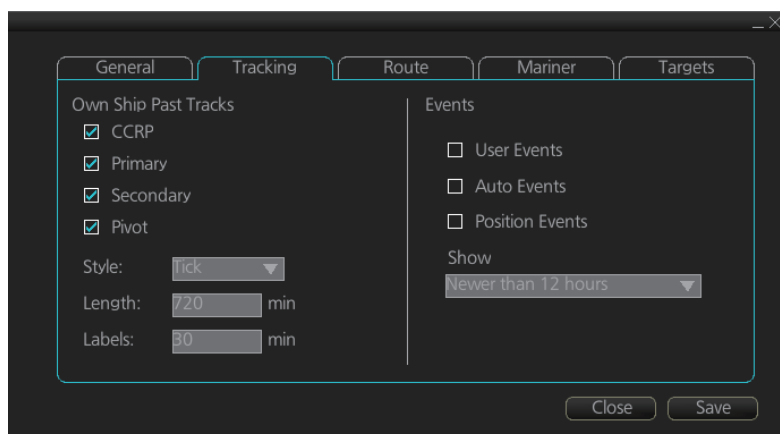 General
Tracking
Route
Mariner
Targets
Own Ship Past Tracks
CCRP
Primary
Secondary
Pivot
Style: Tick
Length: 720 min
Labels: 30 min
Events
User Events
Auto Events
Position Events
Show
Newer than 12 hours
Close
Save